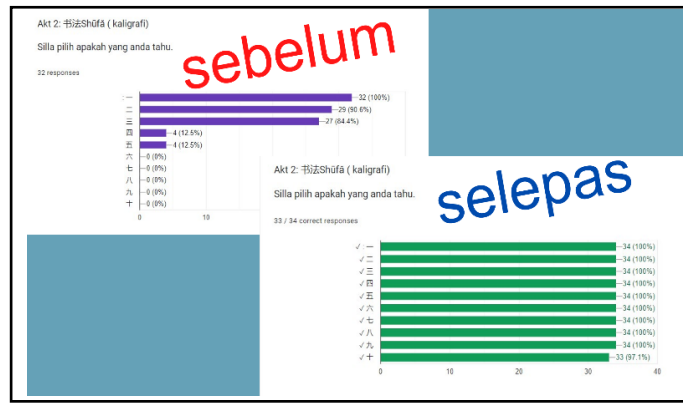 Akt 2: 书法Shūfǎ ( kaligrafi)
Silla pilih apakah yang anda tahu.
32 responses
sebelum
: 一 32 (100%)
二 29 (90.6%)
三 27 (84.4%)
四 4 (12.5%)
五 4 (12.5%)
六 0 (0%)
七 0 (0%)
八 0 (0%)
九 0 (0%)
十 0 (0%)
0 10
Akt 2: 书法Shūfǎ ( kaligrafi)
Silla pilih apakah yang anda tahu.
33 / 34 correct responses
selepas
✓ : 一 34 (100%)
✓ 二 34 (100%)
✓ 三 34 (100%)
✓ 四 34 (100%)
✓ 五 34 (100%)
✓ 六 34 (100%)
✓ 七 34 (100%)
✓ 八 34 (100%)
✓ 九 34 (100%)
✓ 十 33 (97.1%)
0 10 20 30 40